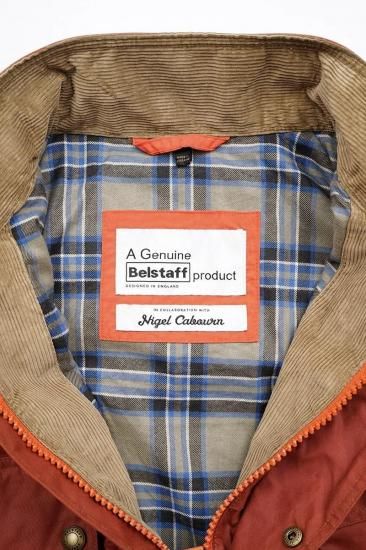 A Genuine
Belstaff product
DESIGNED IN ENGLAND
IN COLLABORATION WITH
Nigel Cabourn